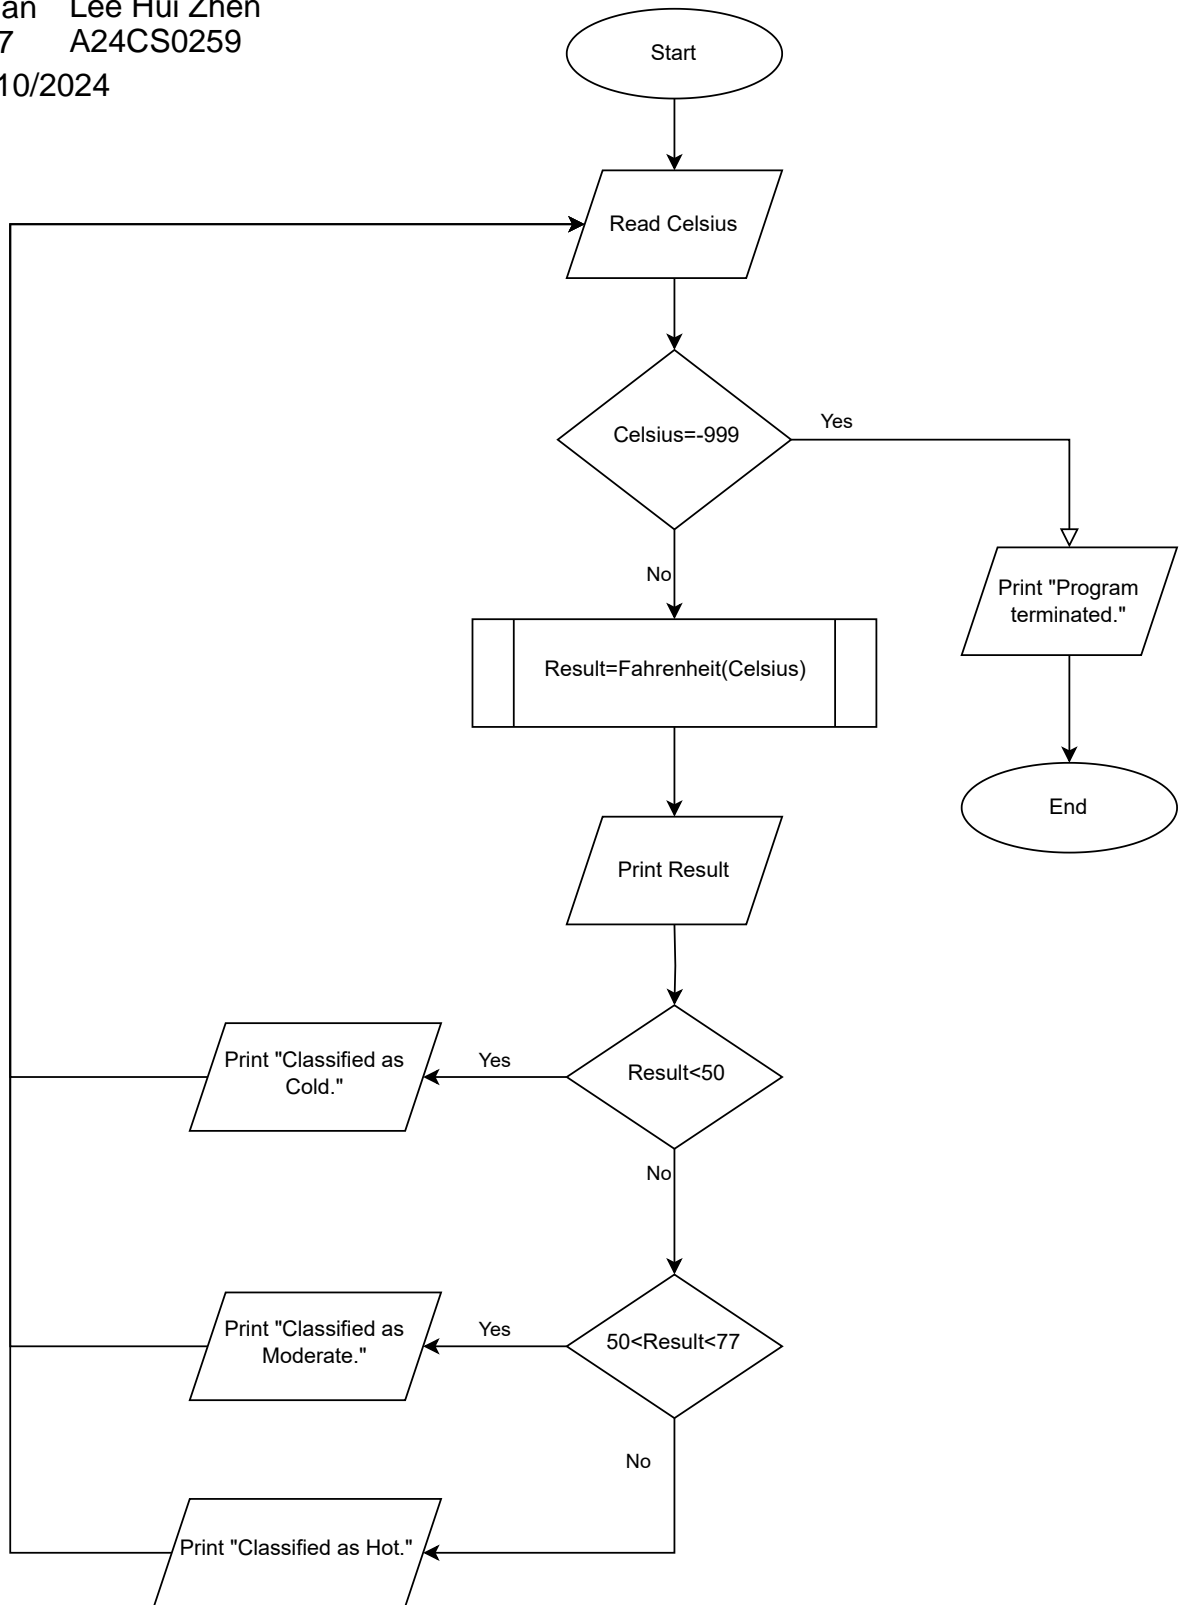 Lee Hui Zhen
7 A24CS0259
10/2024
Start
Read Celsius
Celsius=-999
Yes
No
Print "Program
terminated."
Result=Fahrenheit(Celsius)
End
Print Result
Result<50
Yes
Print "Classified as
Cold."
No
50<Result<77
Yes
Print "Classified as
Moderate."
No
Print "Classified as Hot."